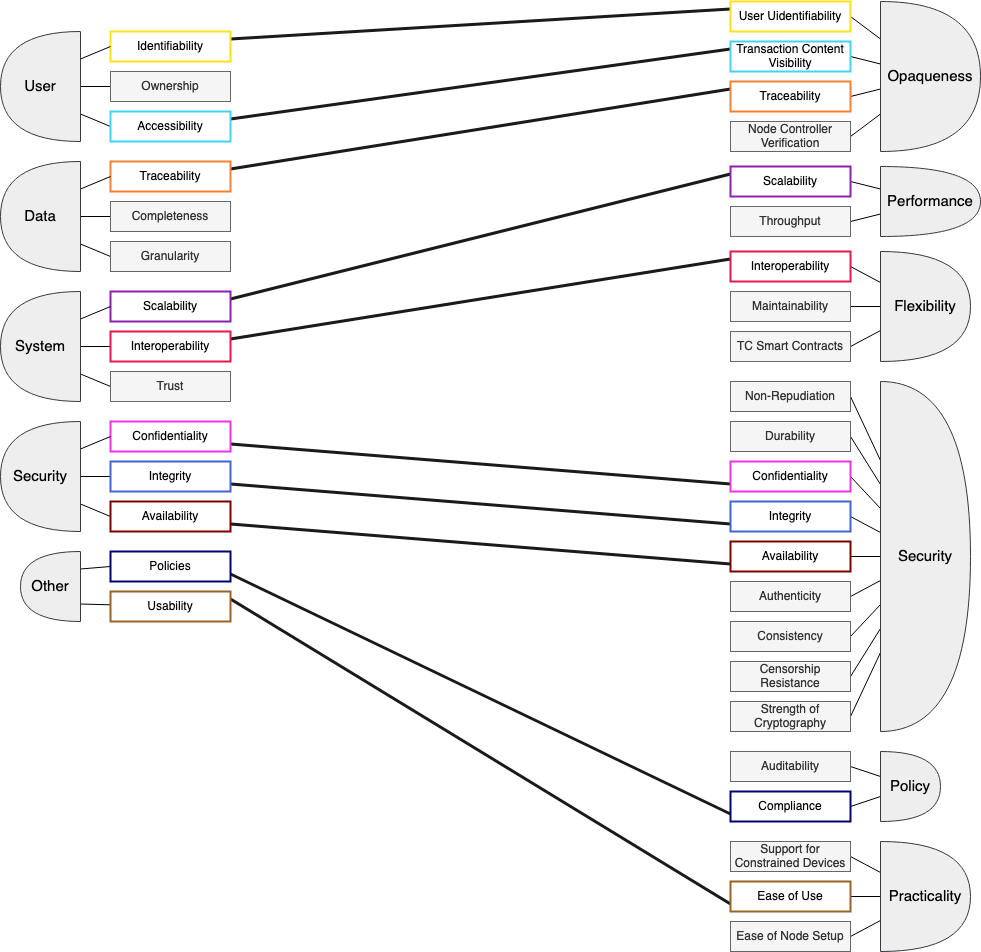 User
Identifiability
Ownership
Accessibility
Data
Traceability
Completeness
Granularity
System
Scalability
Interoperability
Trust
Security
Confidentiality
Integrity
Availability
Other
Policies
Usability
User Uidentifiability
Transaction Content
Visibility
Traceability
Node Controller
Verification
Opaqueness
Scalability
Throughput
Performance
Interoperability
Maintainability
TC Smart Contracts
Flexibility
Non-Repudiation
Durability
Confidentiality
Integrity
Availability
Authenticity
Consistency
Censorship
Resistance
Strength of
Cryptography
Security
Auditability
Compliance
Policy
Support for
Constrained Devices
Ease of Use
Ease of Node Setup
Practicality